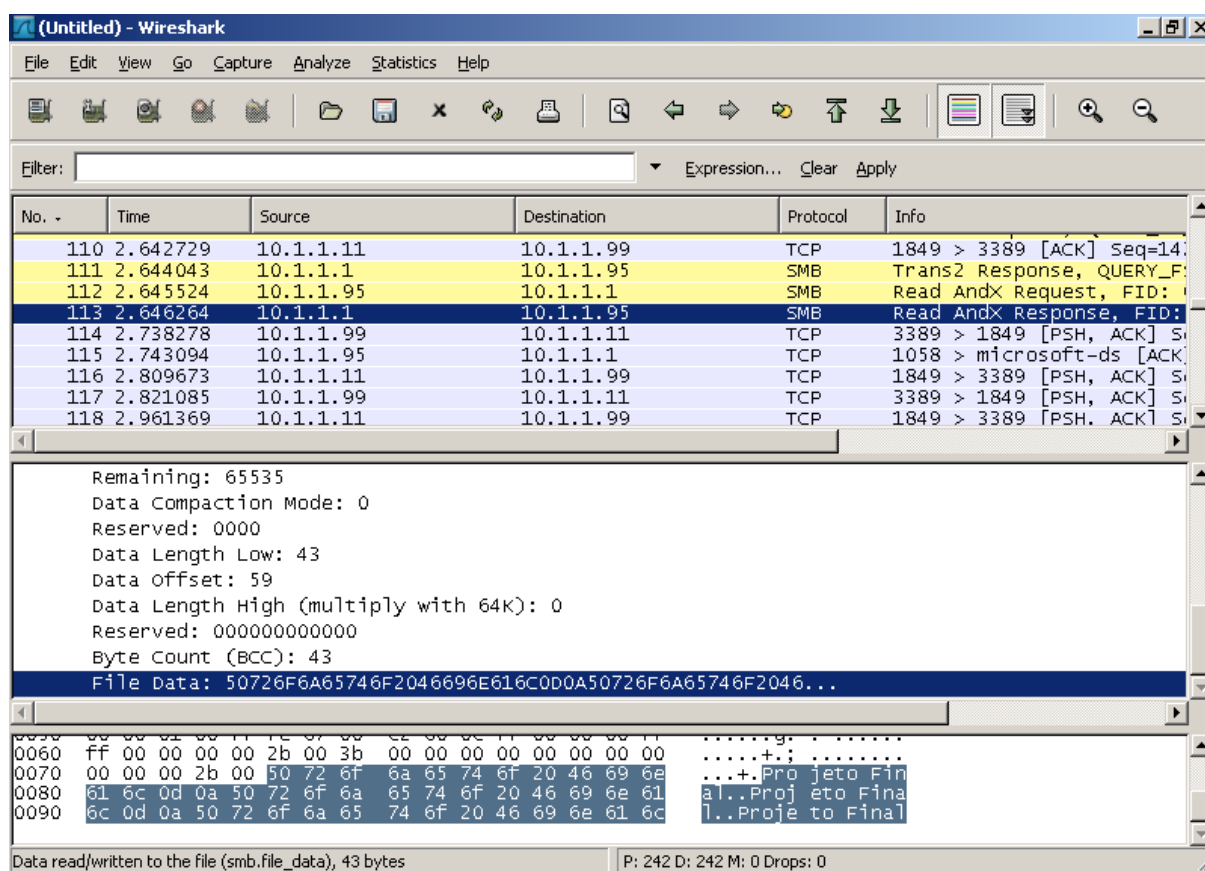 (Untitled) - Wireshark
File Edit View Go Capture Analyze Statistics Help
Filter: Expression... Clear Apply
No. Time Source Destination Protocol Info
110 2.642729 10.1.1.11 10.1.1.99 TCP 1849 > 3389 [ACK] Seq=14
111 2.644043 10.1.1.1 10.1.1.95 SMB Trans2 Response, QUERY_F
112 2.645524 10.1.1.95 10.1.1.1 SMB Read AndX Request, FID:
113 2.646264 10.1.1.1 10.1.1.95 SMB Read AndX Response, FID:
114 2.738278 10.1.1.99 10.1.1.11 TCP 3389 > 1849 [PSH, ACK] S
115 2.743094 10.1.1.95 10.1.1.1 TCP 1058 > microsoft-ds [ACK]
116 2.809673 10.1.1.11 10.1.1.99 TCP 1849 > 3389 [PSH, ACK] S
117 2.821085 10.1.1.99 10.1.1.11 TCP 3389 > 1849 [PSH, ACK] S
118 2.961369 10.1.1.11 10.1.1.99 TCP 1849 > 3389 [PSH, ACK] S
Remaining: 65535
Data Compaction Mode: 0
Reserved: 0000
Data Length Low: 43
Data Offset: 59
Data Length High (multiply with 64K): 0
Reserved: 000000000000
Byte Count (BCC): 43
File Data: 50726F6A65746F2046696E616C0D0A50726F6A65746F2046...
0060 ff 00 00 00 00 2b 00 3b 00 00 00 00 00 00 00 00 .....+.; ........
0070 00 00 00 2b 00 50 72 6f 6a 65 74 6f 20 46 69 6e ...+.Pro jeto Fin
0080 61 6c 0d 0a 50 72 6f 6a 65 74 6f 20 46 69 6e 61 al..Proj eto Fina
0090 6c 0d 0a 50 72 6f 6a 65 74 6f 20 46 69 6e 61 6c l..Proje to Final
Data read/written to the file (smb.file_data), 43 bytes P: 242 D: 242 M: 0 Drops: 0